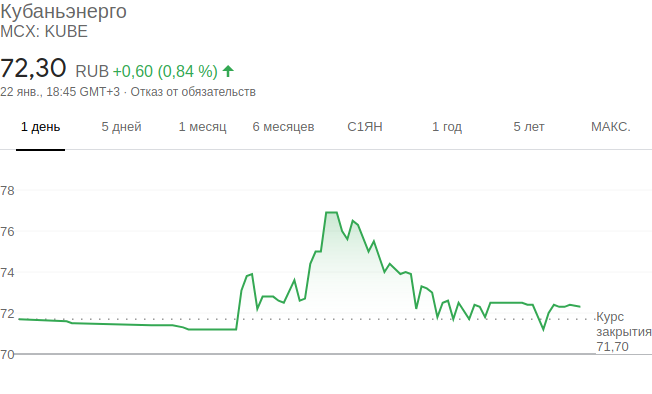 Кубаньэнерго
MCX: KUBE
72,30 RUB +0,60 (0,84 %)
22 янв., 18:45 GMT+3 · Отказ от обязательств
1 день 5 дней 1 месяц 6 месяцев С1ЯН 1 год 5 лет МАКС.
78
76
74
72
70
Курс
закрытия
71,70